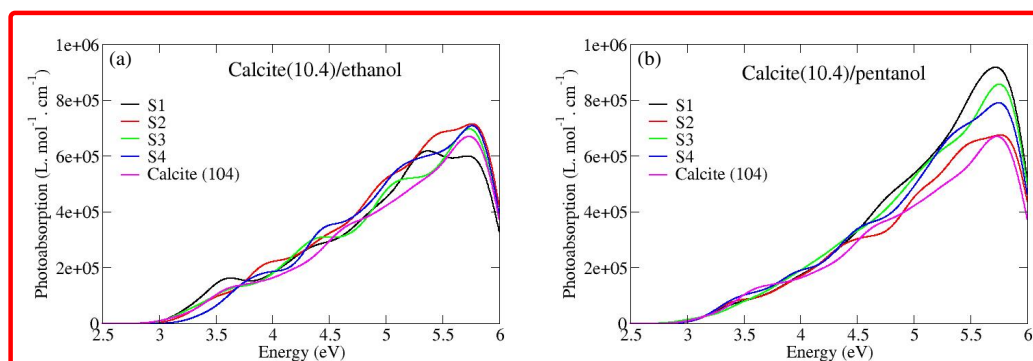 (a)
Calcite(10.4)/ethanol
S1
S2
S3
S4
Calcite (104)
Photoabsorption (L. mol⁻¹. cm⁻¹)
1e+06
8e+05
6e+05
4e+05
2e+05
0
2.5 3 3.5 4 4.5 5 5.5 6
Energy (eV)
(b)
Calcite(10.4)/pentanol
S1
S2
S3
S4
Calcite (104)
Photoabsorption (L. mol⁻¹. cm⁻¹)
1e+06
8e+05
6e+05
4e+05
2e+05
0
2.5 3 3.5 4 4.5 5 5.5 6
Energy (eV)